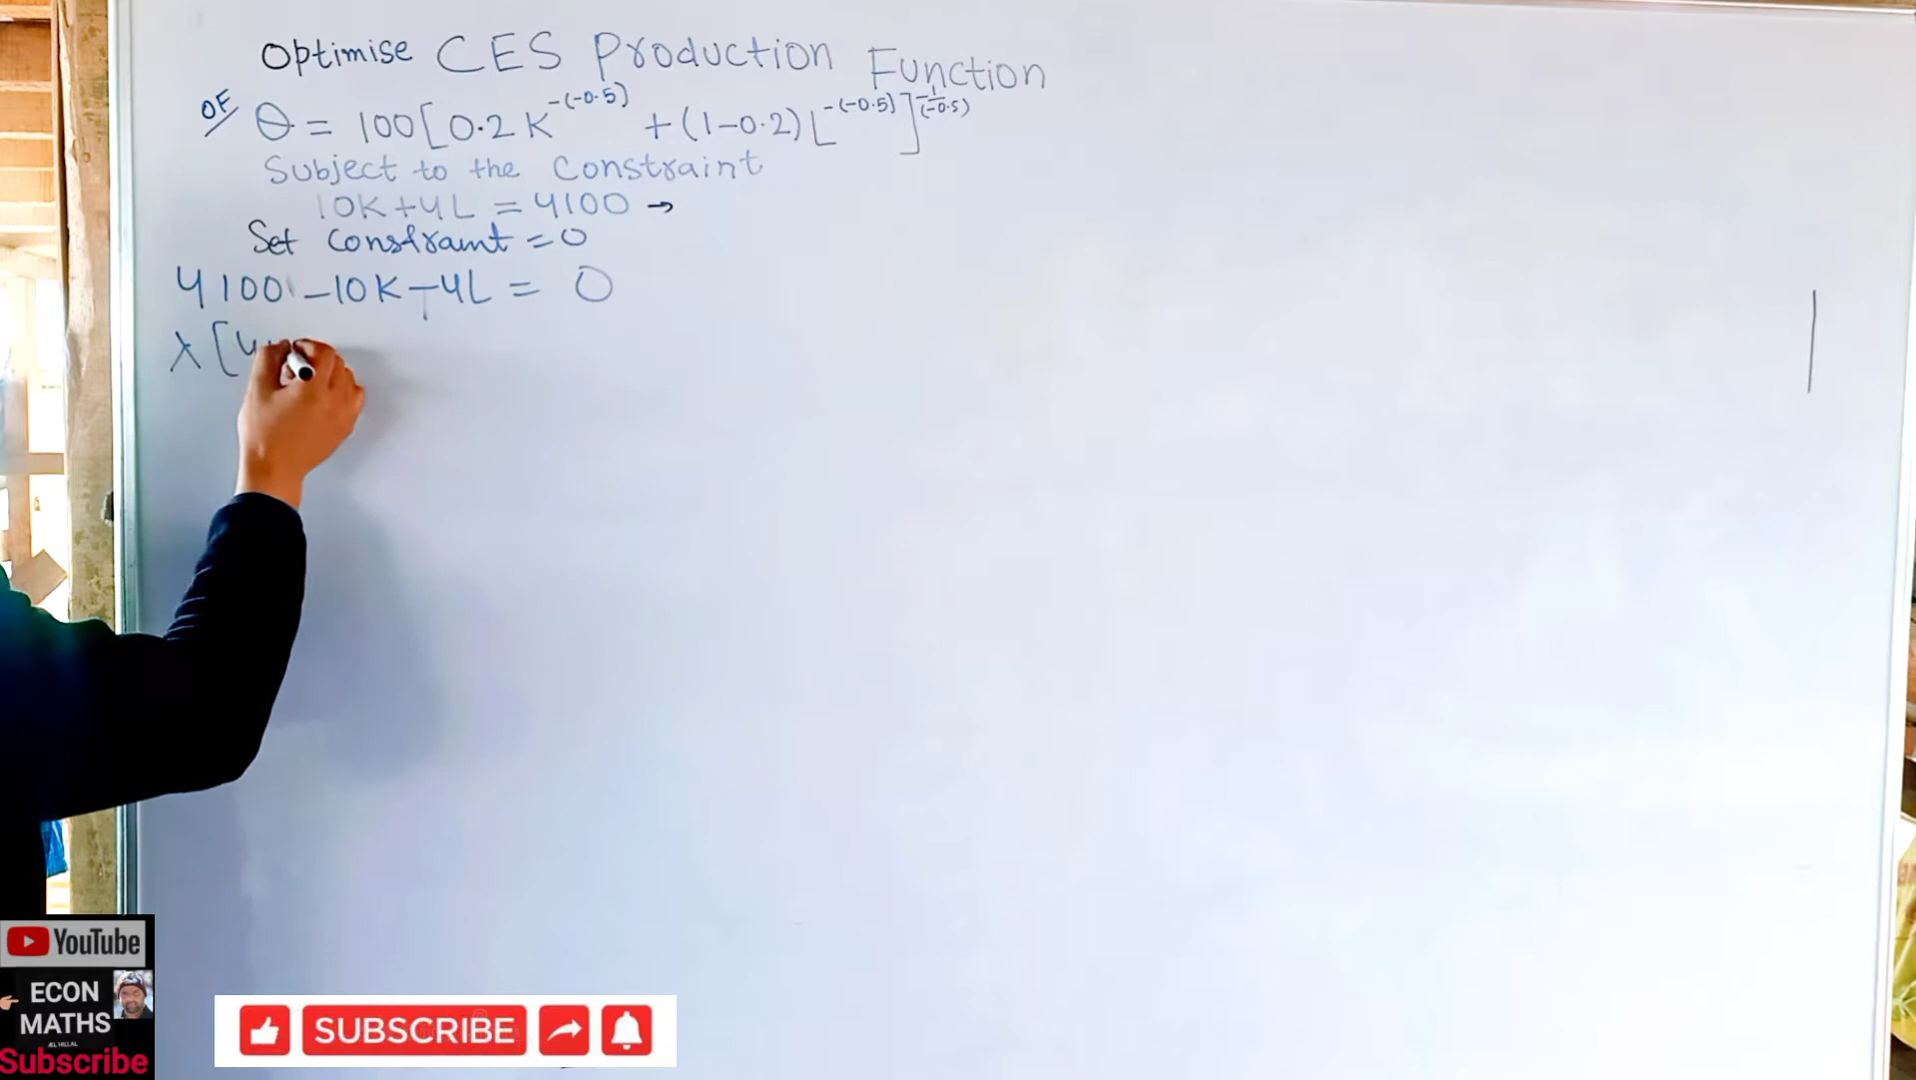 Optimise CES Production Function
OF θ = 100[0.2K^-(-0.5) + (1-0.2)L^-(-0.5)]^-1/(-0.5)
Subject to the Constraint
10K+4L = 4100 →
Set Constraint = 0
4100 -10K-4L = 0
λ[4
YouTube
ECON
MATHS
Subscribe
SUBSCRIBE